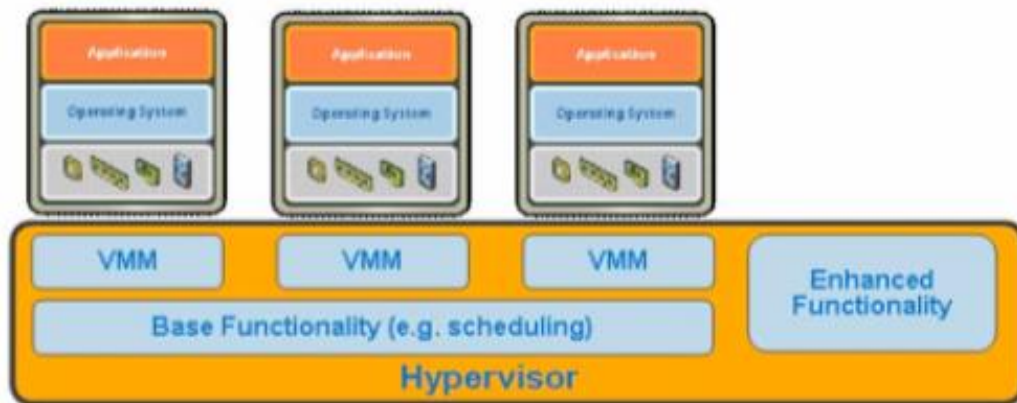 Application
Application
Application
Operating System
Operating System
Operating System
VMM
VMM
VMM
Enhanced
Functionality
Base Functionality (e.g. scheduling)
Hypervisor